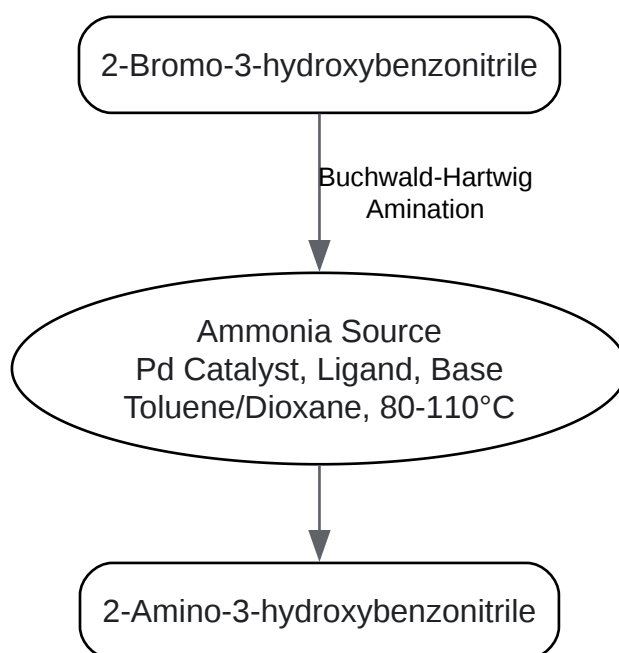 2-Bromo-3-hydroxybenzonitrile
Buchwald-Hartwig
Amination
Ammonia Source
Pd Catalyst, Ligand, Base
Toluene/Dioxane, 80-110°C
2-Amino-3-hydroxybenzonitrile